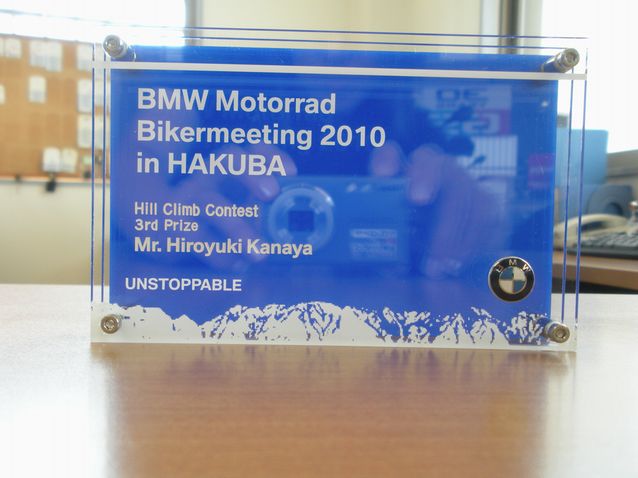 BMW Motorrad
Bikermeeting 2010
in HAKUBA
Hill Climb Contest
3rd Prize
Mr. Hiroyuki Kanaya
UNSTOPPABLE
BMW